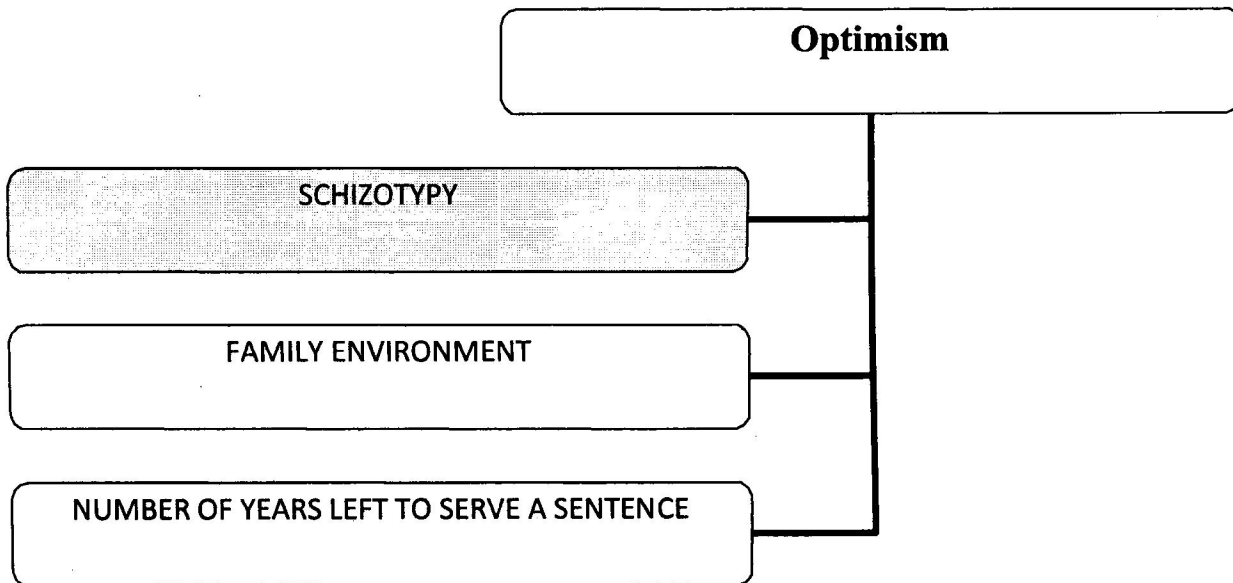 Optimism
SCHIZOTYPY
FAMILY ENVIRONMENT
NUMBER OF YEARS LEFT TO SERVE A SENTENCE